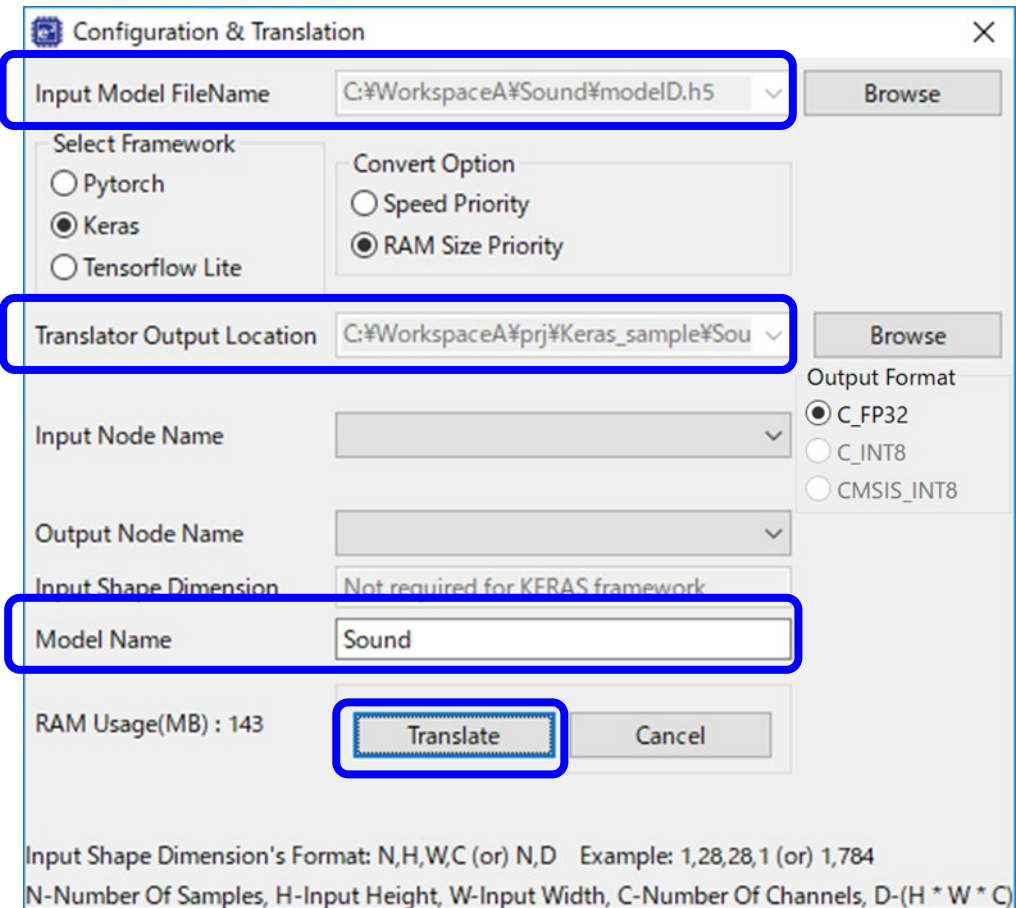 Configuration & Translation
Input Model FileName C:¥WorkspaceA¥Sound¥modelD.h5 Browse
Select Framework
Pytorch
Keras
Tensorflow Lite
Convert Option
Speed Priority
RAM Size Priority
Translator Output Location C:¥WorkspaceA¥prj¥Keras_sample¥Sou Browse
Output Format
C_FP32
C_INT8
CMSIS_INT8
Input Node Name
Output Node Name
Input Shape Dimension Not required for KERAS framework
Model Name Sound
RAM Usage(MB) : 143 Translate Cancel
Input Shape Dimension's Format: N,H,W,C (or) N,D Example: 1,28,28,1 (or) 1,784
N-Number Of Samples, H-Input Height, W-Input Width, C-Number Of Channels, D-(H * W * C)